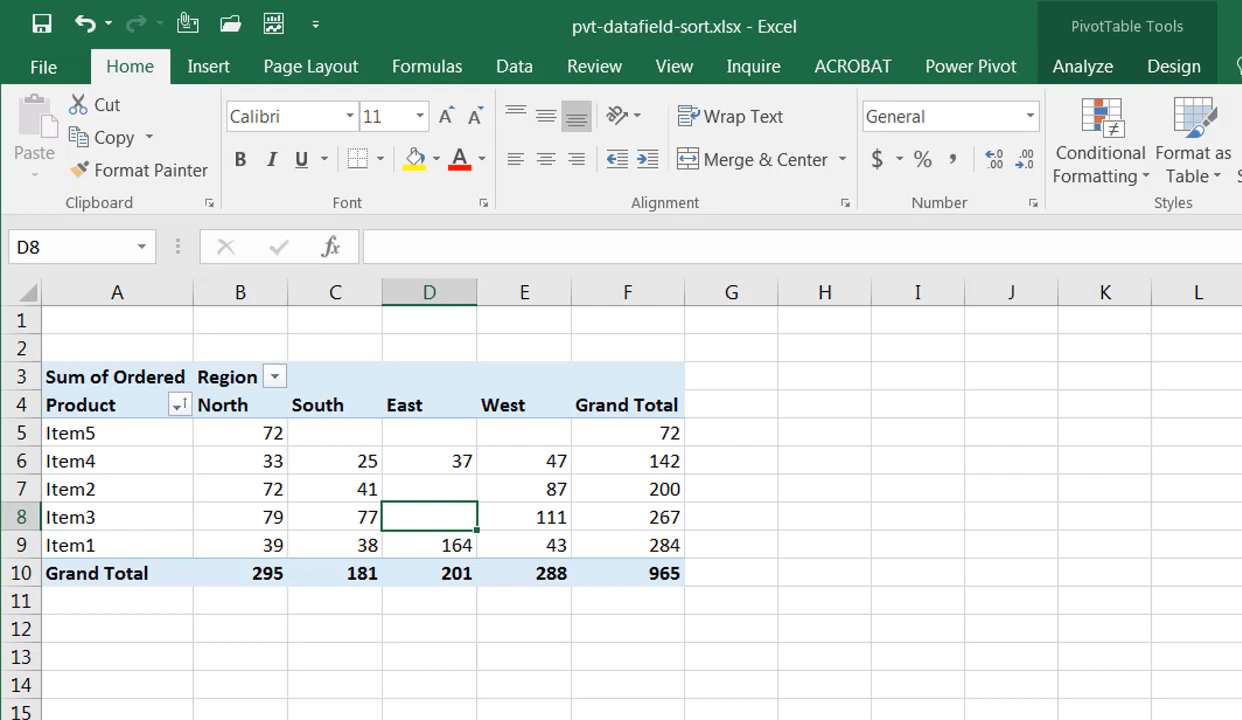 pvt-datafield-sort.xlsx - Excel
PivotTable Tools
File Home Insert Page Layout Formulas Data Review View Inquire ACROBAT Power Pivot Analyze Design
Paste
Cut
Copy
Format Painter
Clipboard
Calibri 11 A A
B I U A
Font
Wrap Text
Merge & Center
Alignment
General
$ % , .0 .00 .00 .0
Number
Conditional Formatting
Format as Table
Styles
D8 fx
A B C D E F G H I J K L
1
2
3 Sum of Ordered Region
4 Product North South East West Grand Total
5 Item5 72 72
6 Item4 33 25 37 47 142
7 Item2 72 41 87 200
8 Item3 79 77 111 267
9 Item1 39 38 164 43 284
10 Grand Total 295 181 201 288 965
11
12
13
14
15